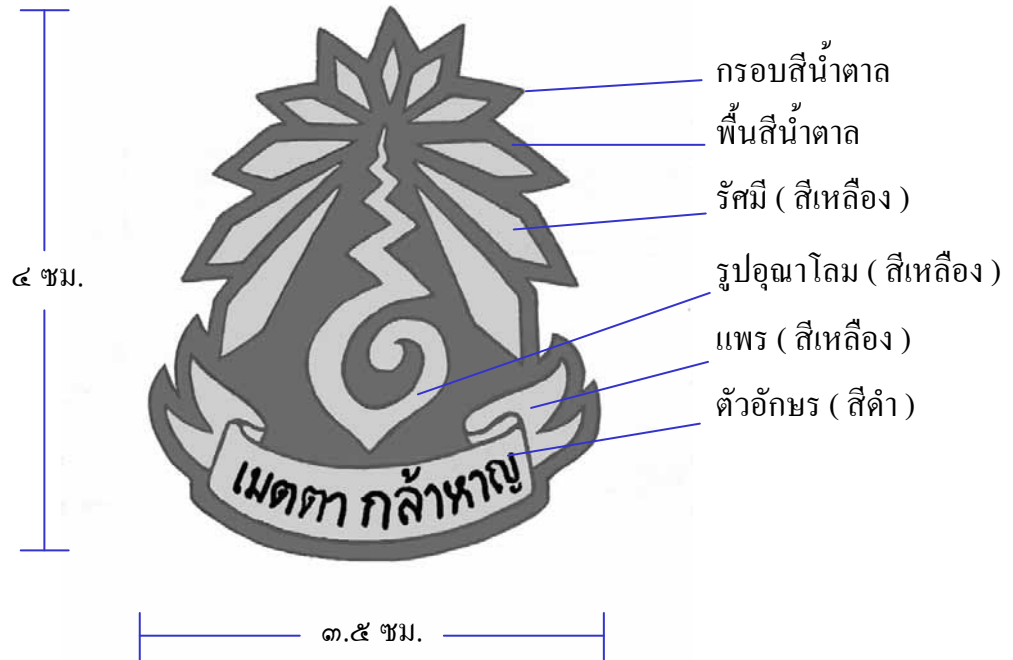 กรอบสีน้ำตาล
พื้นสีน้ำตาล
รัศมี ( สีเหลือง )
รูปอุณาโลม ( สีเหลือง )
๔ ซม.
แพร ( สีเหลือง )
ตัวอักษร ( สีดำ )
เมตตา กล้าหาญ
๓.๕ ซม.